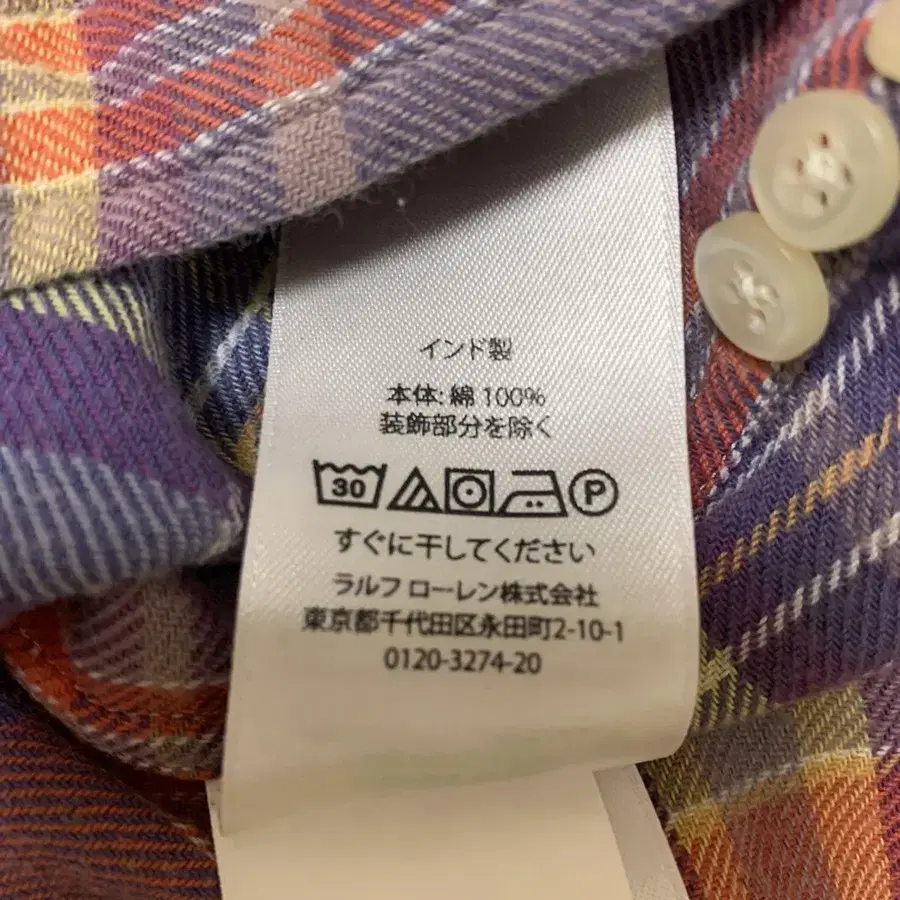 インド製
本体: 綿 100%
装飾部分を除く
30 P
すぐに干してください
ラルフ ローレン株式会社
東京都千代田区永田町2-10-1
0120-3274-20